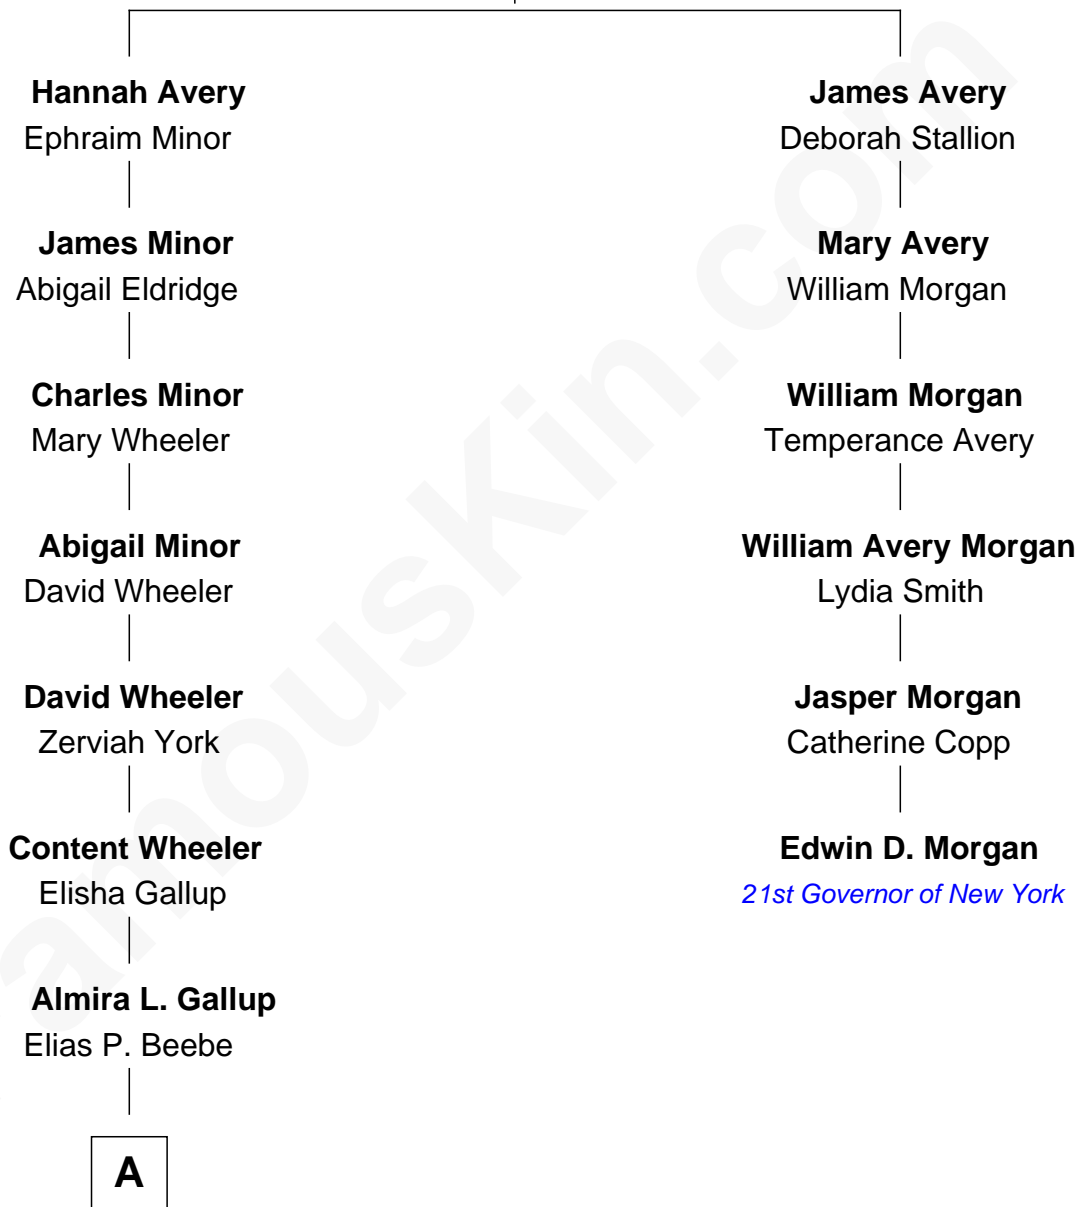 Hannah Avery
Ephraim Minor
James Minor
Abigail Eldridge
Charles Minor
Mary Wheeler
Abigail Minor
David Wheeler
David Wheeler
Zerviah York
Content Wheeler
Elisha Gallup
Almira L. Gallup
Elias P. Beebe
A
James Avery
Deborah Stallion
Mary Avery
William Morgan
William Morgan
Temperance Avery
William Avery Morgan
Lydia Smith
Jasper Morgan
Catherine Copp
Edwin D. Morgan
21st Governor of New York
amousKin.com